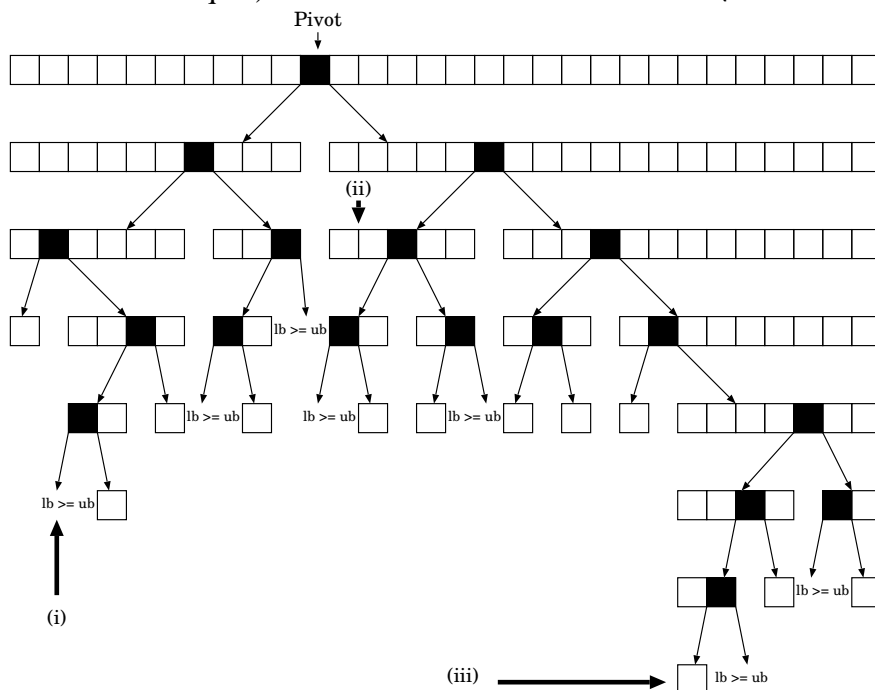 Pivot
(ii)
lb >= ub
lb >= ub
lb >= ub
lb >= ub
lb >= ub
lb >= ub
(i)
lb >= ub
(iii)